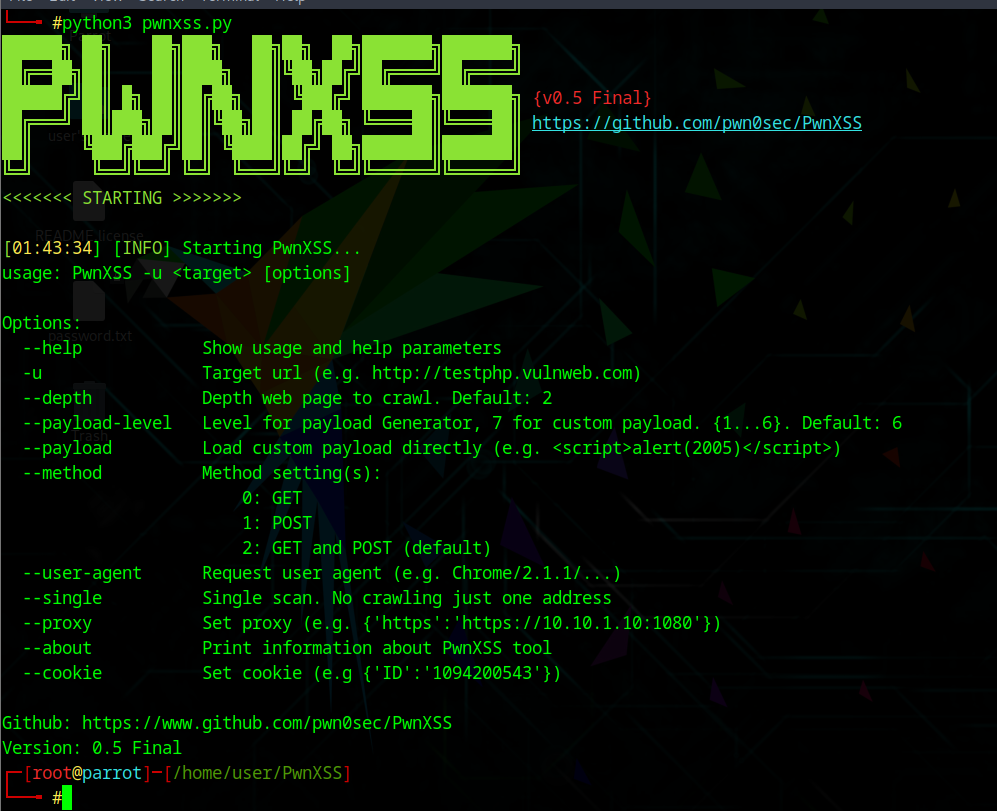 #python3 pwnxss.py
PWNXSS
{v0.5 Final}
https://github.com/pwn0sec/PwnXSS
<<<<<<< STARTING >>>>>>>
[01:43:34] [INFO] Starting PwnXSS...
usage: PwnXSS -u <target> [options]
Options:
--help Show usage and help parameters
-u Target url (e.g. http://testphp.vulnweb.com)
--depth Depth web page to crawl. Default: 2
--payload-level Level for payload Generator, 7 for custom payload. {1...6}. Default: 6
--payload Load custom payload directly (e.g. <script>alert(2005)</script>)
--method Method setting(s):
0: GET
1: POST
2: GET and POST (default)
--user-agent Request user agent (e.g. Chrome/2.1.1/...)
--single Single scan. No crawling just one address
--proxy Set proxy (e.g. {'https':'https://10.10.1.10:1080'})
--about Print information about PwnXSS tool
--cookie Set cookie (e.g {'ID':'1094200543'})
Github: https://www.github.com/pwn0sec/PwnXSS
Version: 0.5 Final
[root@parrot]-[/home/user/PwnXSS]
#
README.license
password.txt